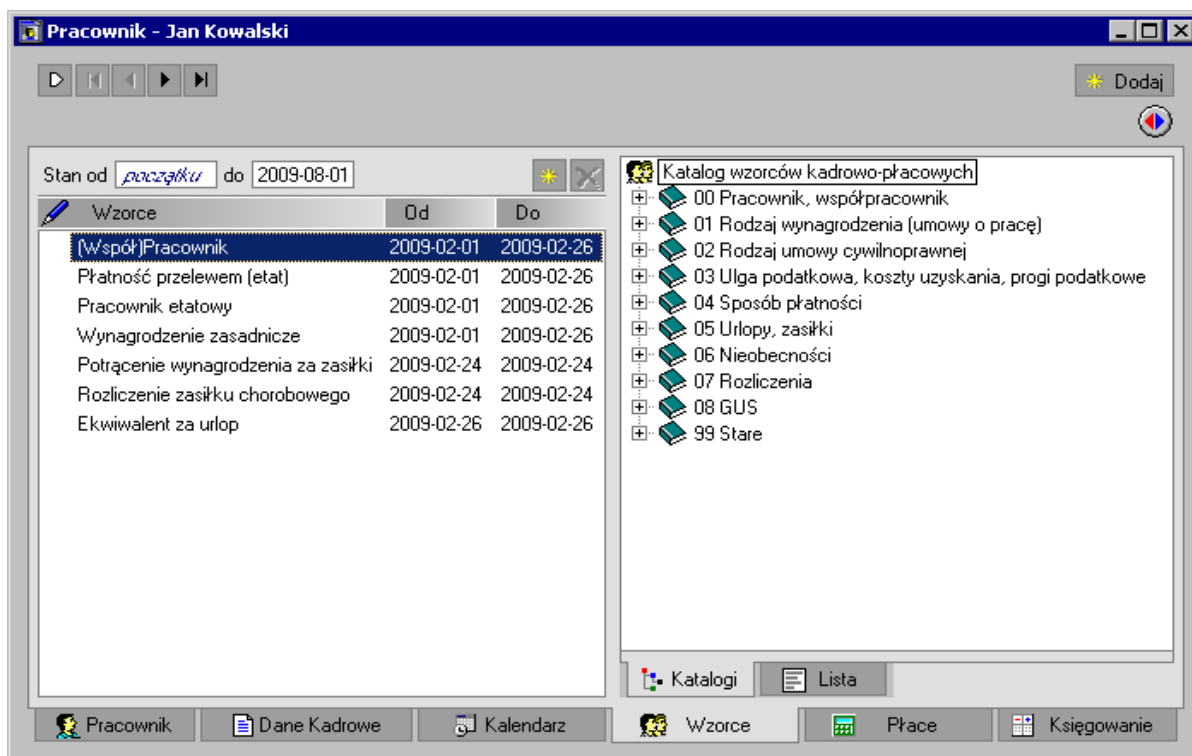 Pracownik - Jan Kowalski
Dodaj
Stan od początku do 2009-08-01
Wzorce Od Do
(Współ)Pracownik 2009-02-01 2009-02-26
Płatność przelewem (etat) 2009-02-01 2009-02-26
Pracownik etatowy 2009-02-01 2009-02-26
Wynagrodzenie zasadnicze 2009-02-01 2009-02-26
Potrącenie wynagrodzenia za zasiłki 2009-02-24 2009-02-24
Rozliczenie zasiłku chorobowego 2009-02-24 2009-02-24
Ekwiwalent za urlop 2009-02-26 2009-02-26
Katalog wzorców kadrowo-płacowych
00 Pracownik, współpracownik
01 Rodzaj wynagrodzenia (umowy o pracę)
02 Rodzaj umowy cywilnoprawnej
03 Ulga podatkowa, koszty uzyskania, progi podatkowe
04 Sposób płatności
05 Urlopy, zasiłki
06 Nieobecności
07 Rozliczenia
08 GUS
99 Stare
Katalogi Lista
Pracownik Dane Kadrowe Kalendarz Wzorce Płace Księgowanie